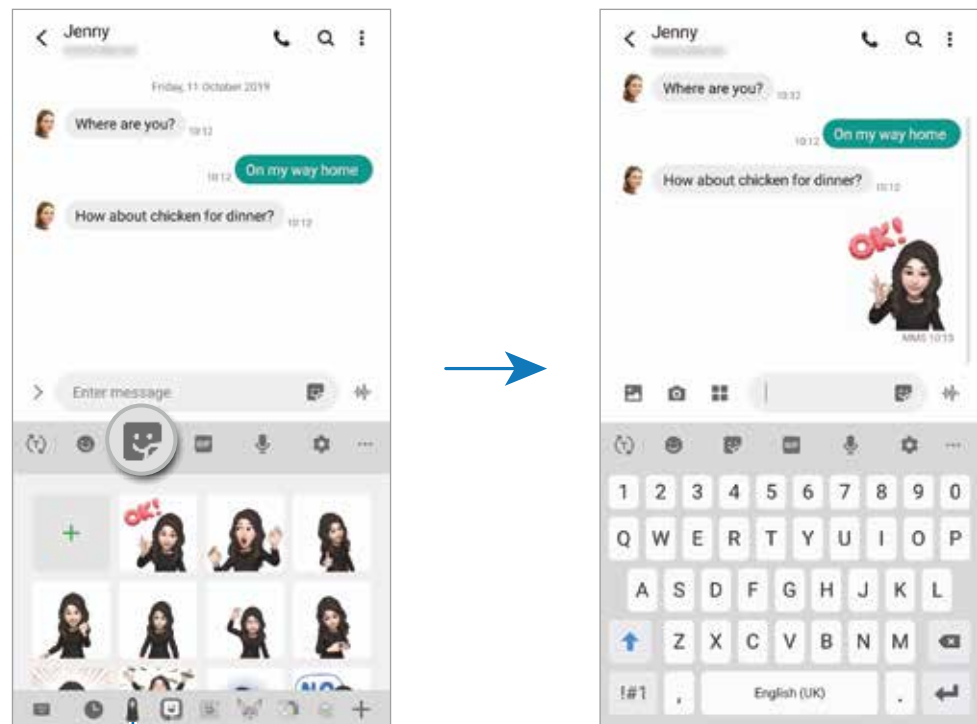 Jenny
Friday, 11 October 2019
Where are you?
10:12
10:12
On my way home
How about chicken for dinner?
10:12
Enter message
GIF
OK!
NO
Jenny
Where are you?
10:12
10:12
On my way home
How about chicken for dinner?
10:12
OK!
MMS 10:13
GIF
1 2 3 4 5 6 7 8 9 0
Q W E R T Y U I O P
A S D F G H J K L
Z X C V B N M
!#1 , English (UK) .